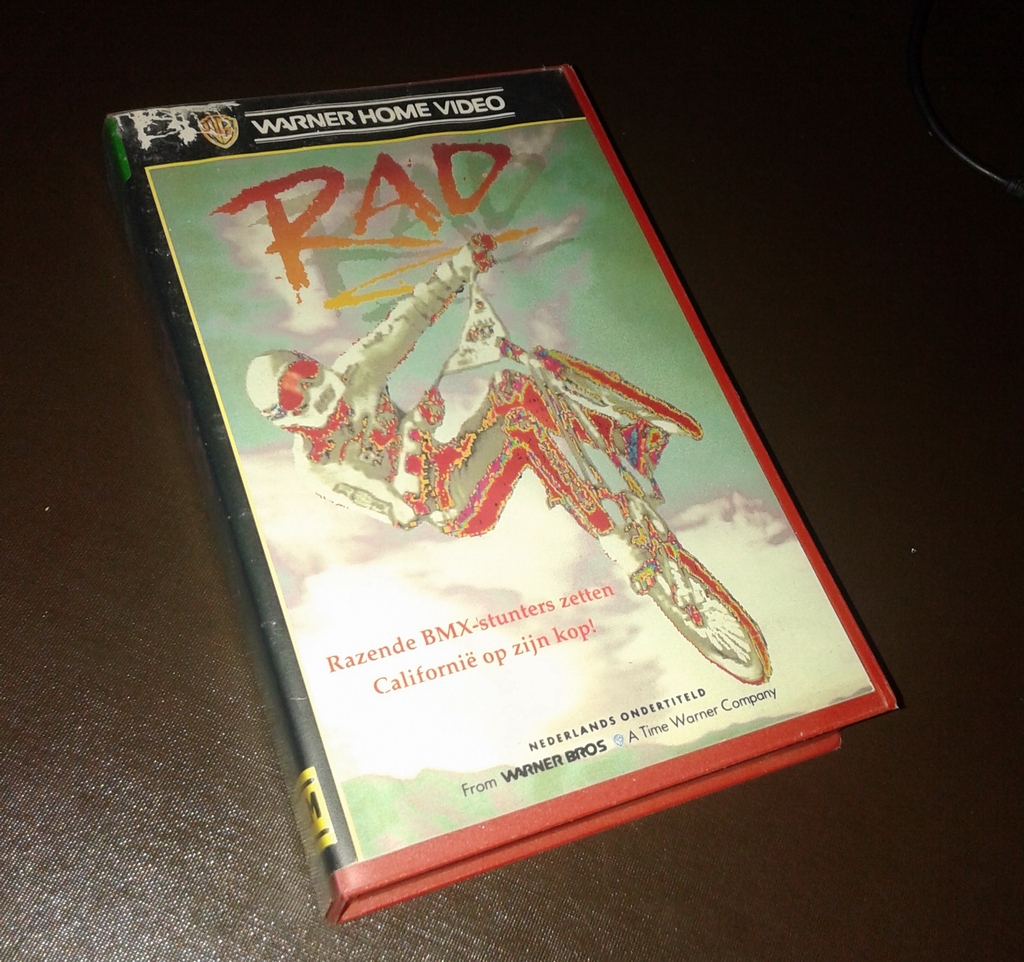 WB
WARNER HOME VIDEO
RAD
Razende BMX-stunters zetten
Californië op zijn kop!
NEDERLANDS ONDERTITELD
From WARNER BROS A Time Warner Company